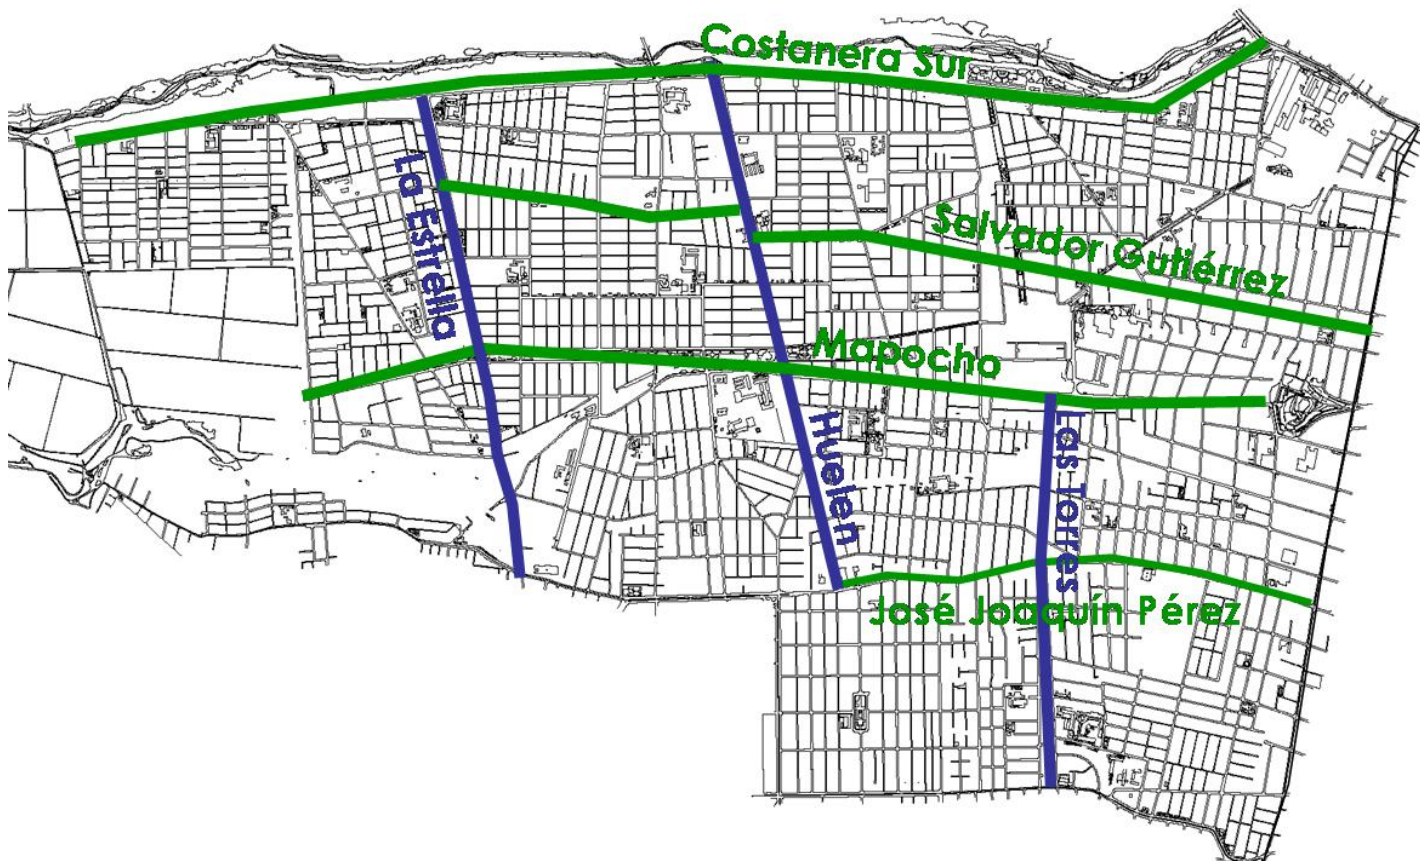 Costanera Sur
La Estrella
Salvador Gutiérrez
Mapocho
Huelen
Las Torres
José Joaquín Pérez